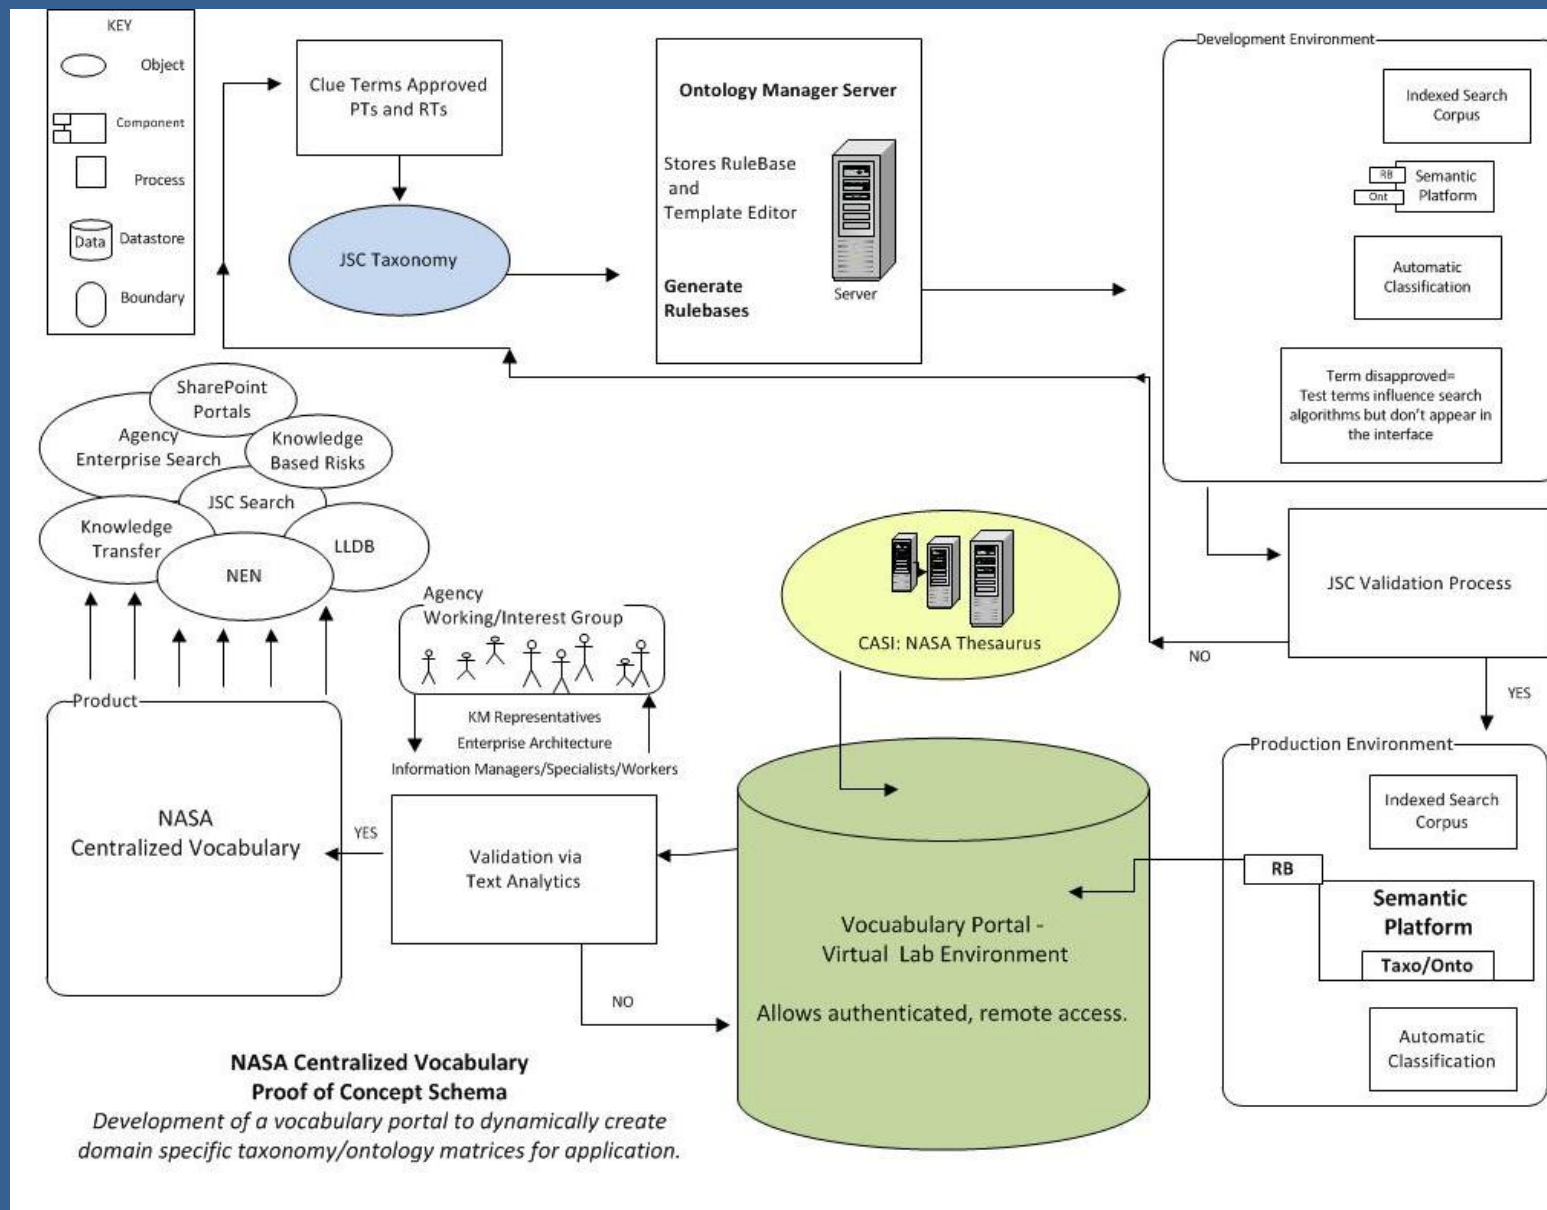 KEY
Object
Component
Process
Data
Datastore
Boundary
Clue Terms Approved
PTs and RTs
JSC Taxonomy
Ontology Manager Server
Stores RuleBase
and
Template Editor
Server
Generate
Rulebases
Development Environment
Indexed Search
Corpus
RB
Ont
Semantic
Platform
Automatic
Classification
Term disapproved=
Test terms influence search
algorithms but don't appear in
the interface
JSC Validation Process
NO
YES
SharePoint
Portals
Agency
Enterprise Search
Knowledge
Based Risks
JSC Search
Knowledge
Transfer
LLDB
NEN
Agency
Working/Interest Group
KM Representatives
Enterprise Architecture
Information Managers/Specialists/Workers
CASI: NASA Thesaurus
Product
NASA
Centralized Vocabulary
YES
Validation via
Text Analytics
NO
Vocuabulary Portal -
Virtual Lab Environment
Allows authenticated, remote access.
Production Environment
Indexed Search
Corpus
RB
Semantic
Platform
Taxo/Onto
Automatic
Classification
NASA Centralized Vocabulary
Proof of Concept Schema
Development of a vocabulary portal to dynamically create
domain specific taxonomy/ontology matrices for application.